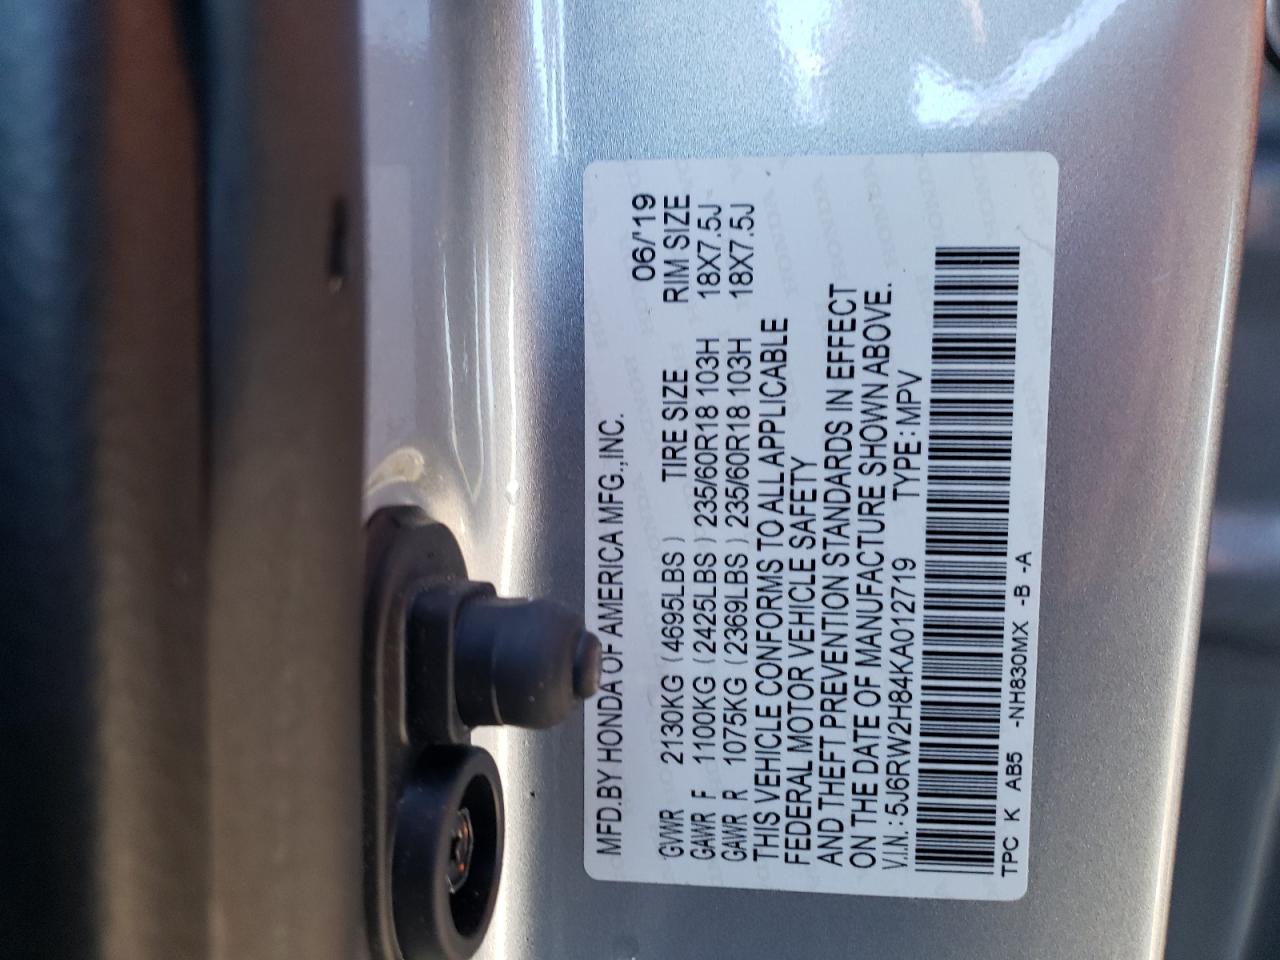 MFD.BY HONDA OF AMERICA MFG.,INC.
06/'19
GVWR 2130KG (4695LBS) TIRE SIZE RIM SIZE
GAWR F 1100KG (2425LBS) 235/60R18 103H 18X7.5J
GAWR R 1075KG (2369LBS) 235/60R18 103H 18X7.5J
THIS VEHICLE CONFORMS TO ALL APPLICABLE
FEDERAL MOTOR VEHICLE SAFETY
AND THEFT PREVENTION STANDARDS IN EFFECT
ON THE DATE OF MANUFACTURE SHOWN ABOVE.
V.I.N.:5J6RW2H84KA012719 TYPE:MPV
TPC K AB5 -NH830MX -B -A